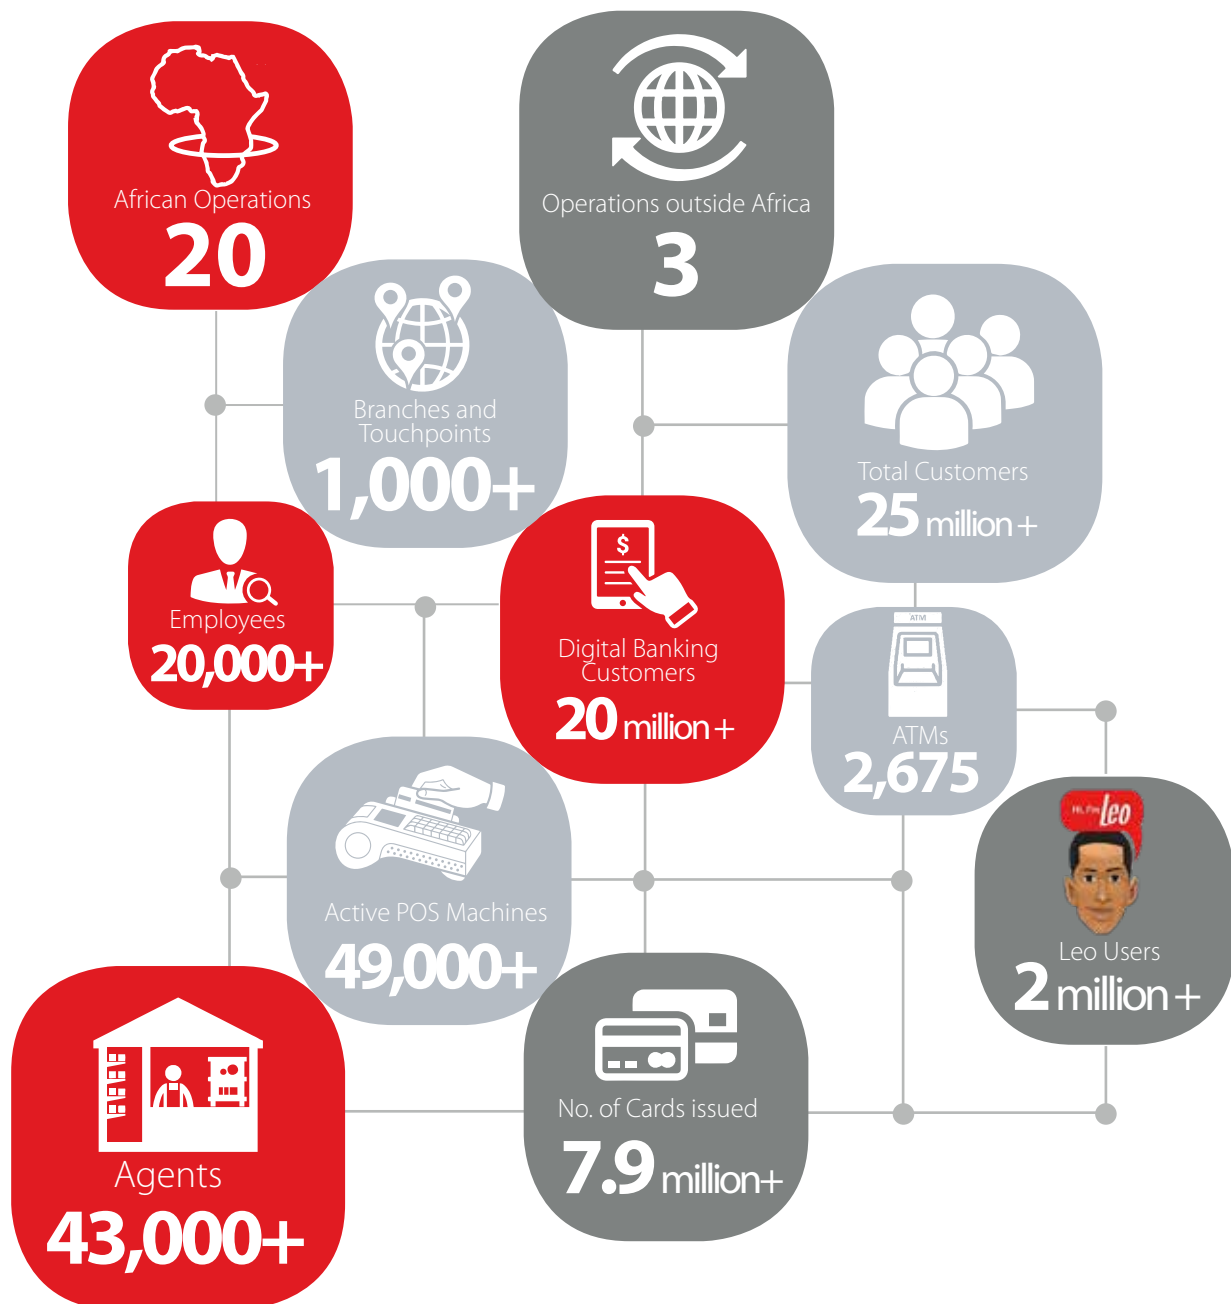 African Operations
20
Operations outside Africa
3
Branches and
Touchpoints
1,000+
Total Customers
25 million +
Employees
20,000+
$
Digital Banking
Customers
20 million +
ATM
ATMs
2,675
Active POS Machines
49,000+
Hi, I'm Leo
Leo Users
2 million +
Agents
43,000+
No. of Cards issued
7.9 million+